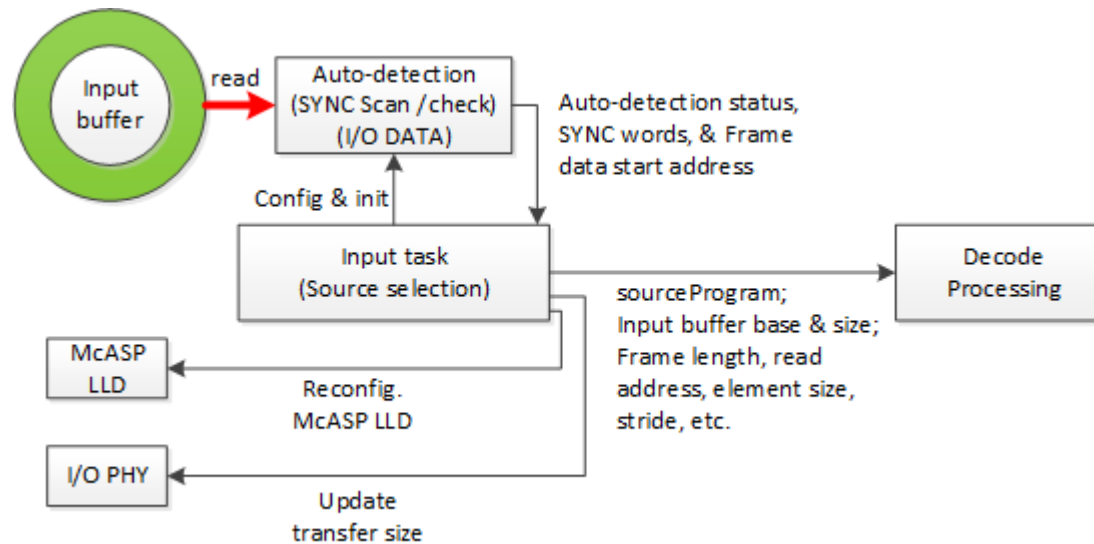 Input
buffer
read
Auto-detection
(SYNC Scan /check)
(I/O DATA)
Auto-detection status,
SYNC words, & Frame
data start address
Config & init
Input task
(Source selection)
Decode
Processing
sourceProgram;
Input buffer base & size;
Frame length, read
address, element size,
stride, etc.
McASP
LLD
Reconfig.
McASP LLD
I/O PHY
Update
transfer size